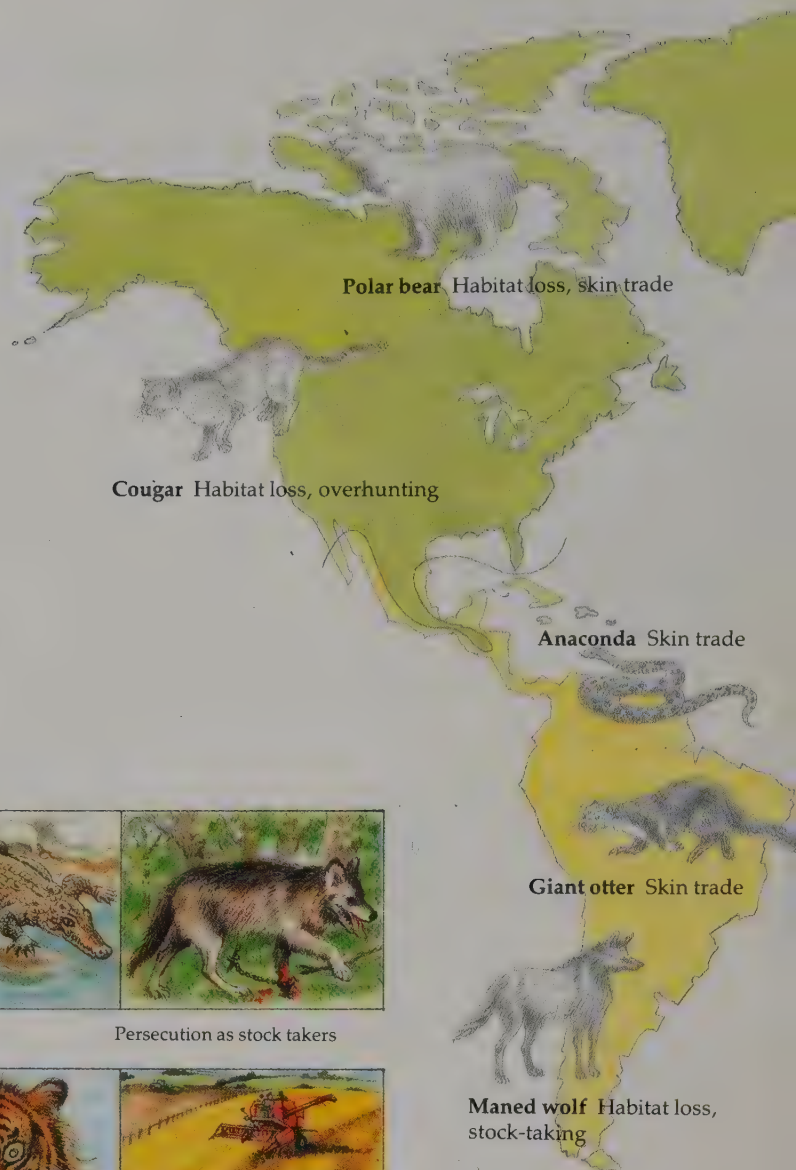 Polar bear Habitat loss, skin trade
Cougar Habitat loss, overhunting
Anaconda Skin trade
Giant otter Skin trade
Persecution as stock takers
Maned wolf Habitat loss,
stock-taking